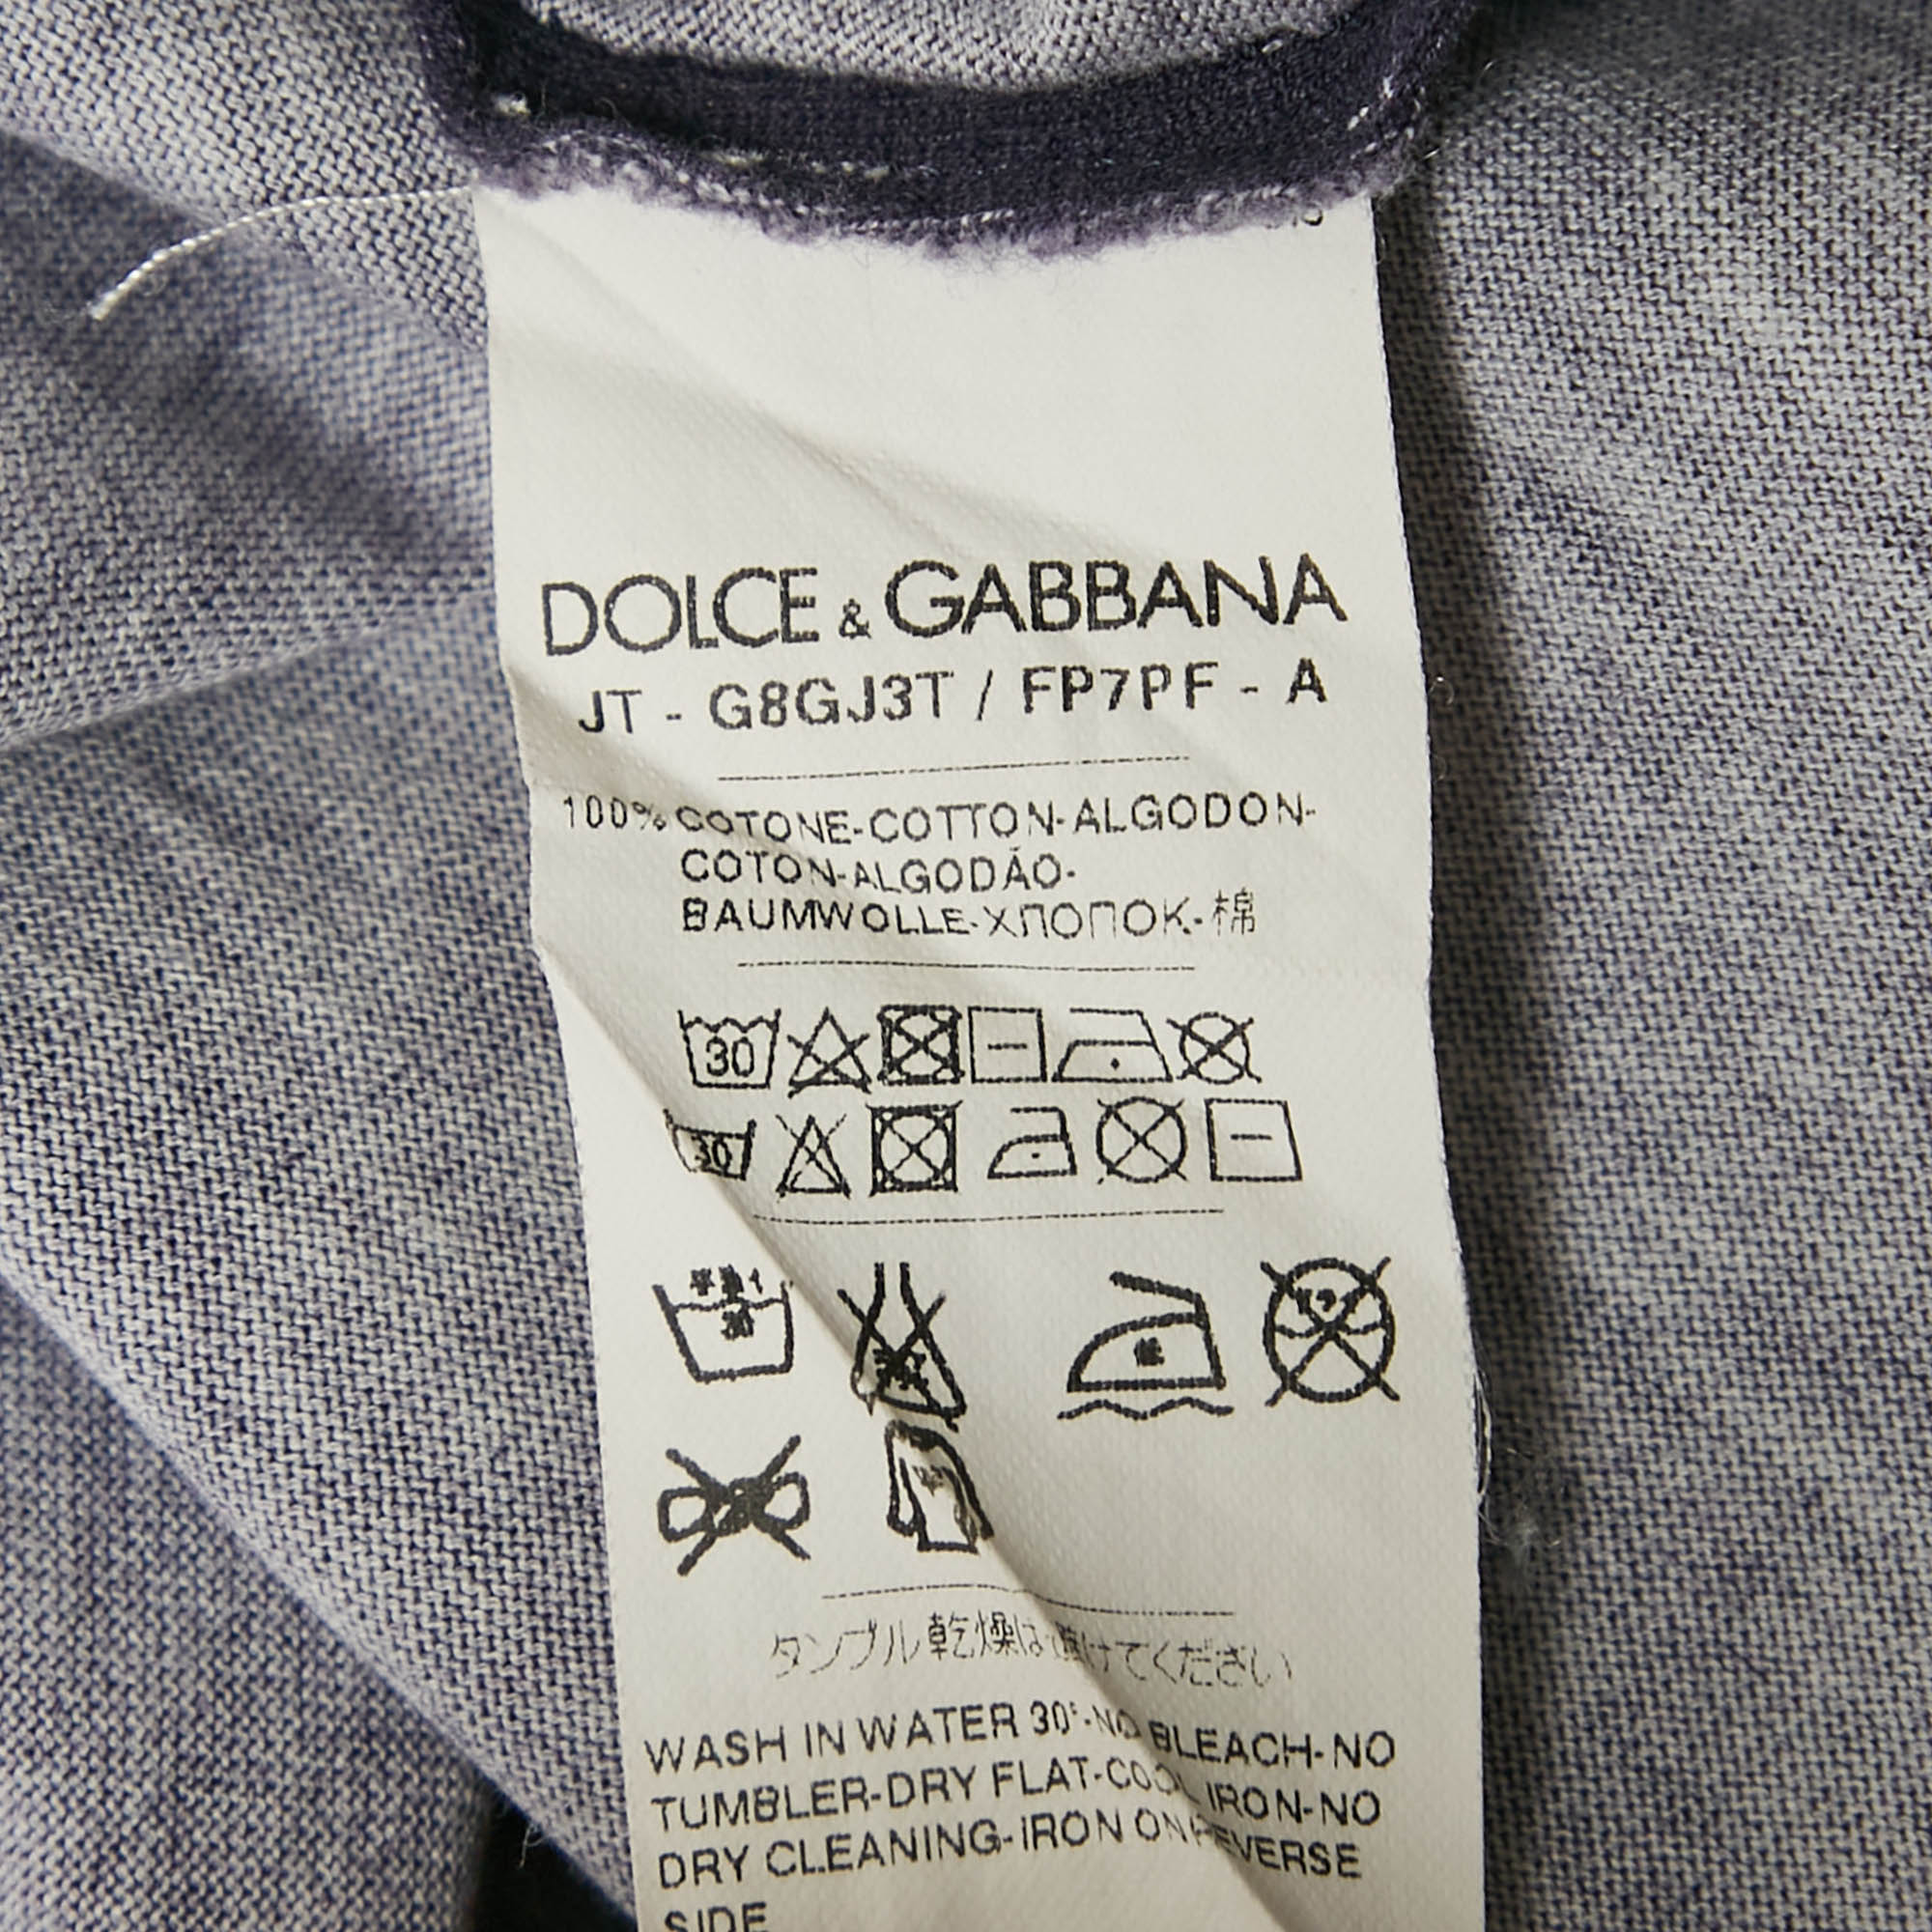 DOLCE & GABBANA
JT - G8GJ3T / FP7PF - A
100% COTONE-COTTON-ALGODON-
COTON-ALGODÃO-
BAUMWOLLE-ХПОПОК-棉
30
30
30
タンブル乾燥は避けてください
WASH IN WATER 30°-NO BLEACH-NO
TUMBLER-DRY FLAT-COOL IRON-NO
DRY CLEANING-IRON ON REVERSE
SIDE